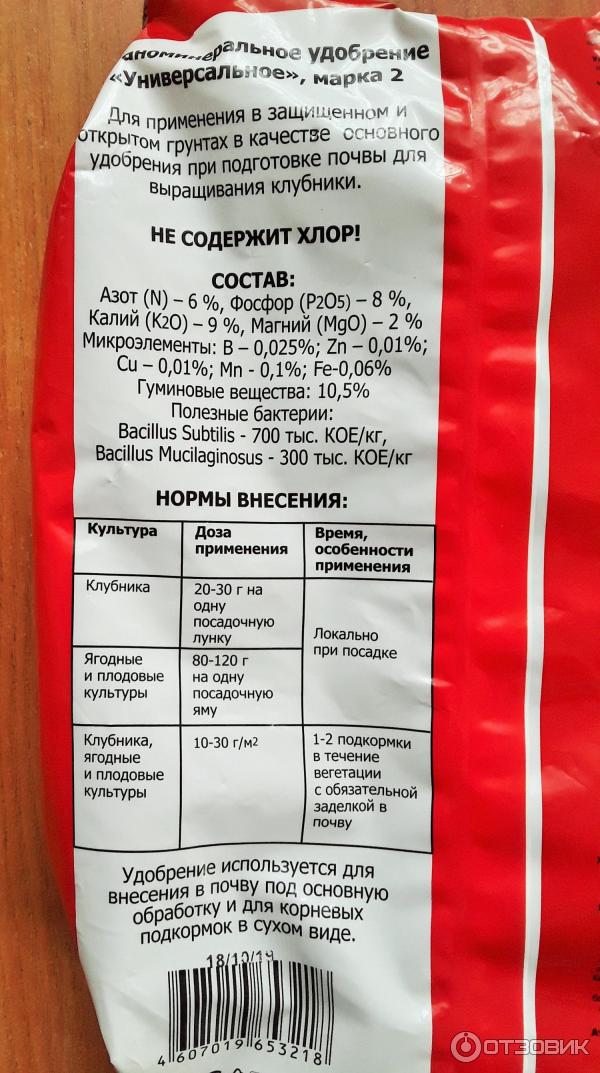 удобрение
«Универсальное», марка 2
Для применения в защищенном и
открытом грунтах в качестве основного
удобрения при подготовке почвы для
выращивания клубники.
НЕ СОДЕРЖИТ ХЛОР!
СОСТАВ:
Азот (N) – 6 %, Фосфор (P2O5) – 8 %,
Калий (K2O) – 9 %, Магний (MgO) – 2 %
Микроэлементы: B – 0,025%; Zn – 0,01%;
Cu – 0,01%; Mn - 0,1%; Fe-0,06%
Гуминовые вещества: 10,5%
Полезные бактерии:
Bacillus Subtilis - 700 тыс. КОЕ/кг,
Bacillus Mucilaginosus - 300 тыс. КОЕ/кг
НОРМЫ ВНЕСЕНИЯ:
Культура
Доза
применения
Время,
особенности
применения
Клубника
20-30 г на
одну
посадочную
лунку
Локально
при посадке
Ягодные
и плодовые
культуры
80-120 г
на одну
посадочную
яму
Клубника,
ягодные
и плодовые
культуры
10-30 г/м2
1-2 подкормки
в течение
вегетации
с обязательной
заделкой в
почву
Удобрение используется для
внесения в почву под основную
обработку и для корневых
подкормок в сухом виде.
18/10/19
4 607019 653218
ОТЗОВИК